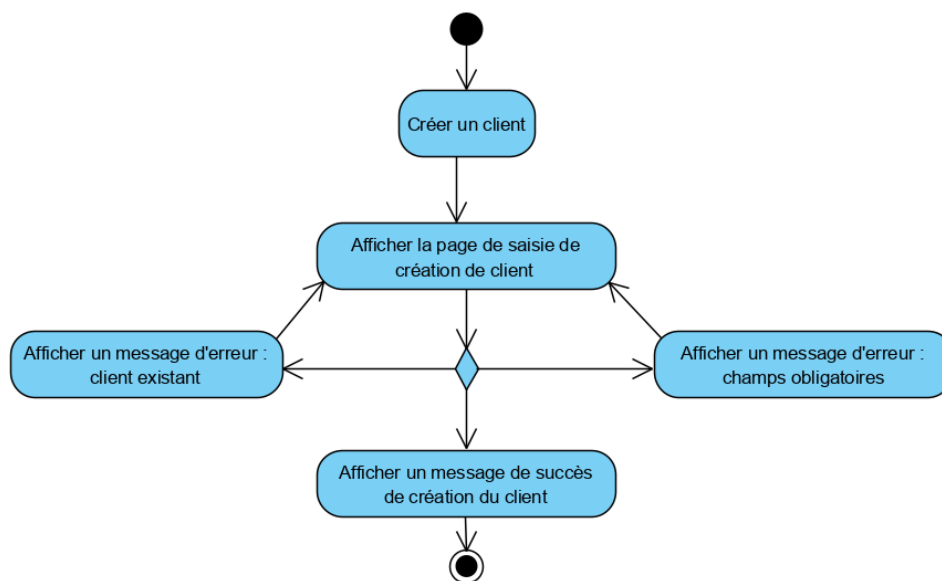 Créer un client
Afficher la page de saisie de
création de client
Afficher un message d'erreur :
client existant
Afficher un message d'erreur :
champs obligatoires
Afficher un message de succès
de création du client